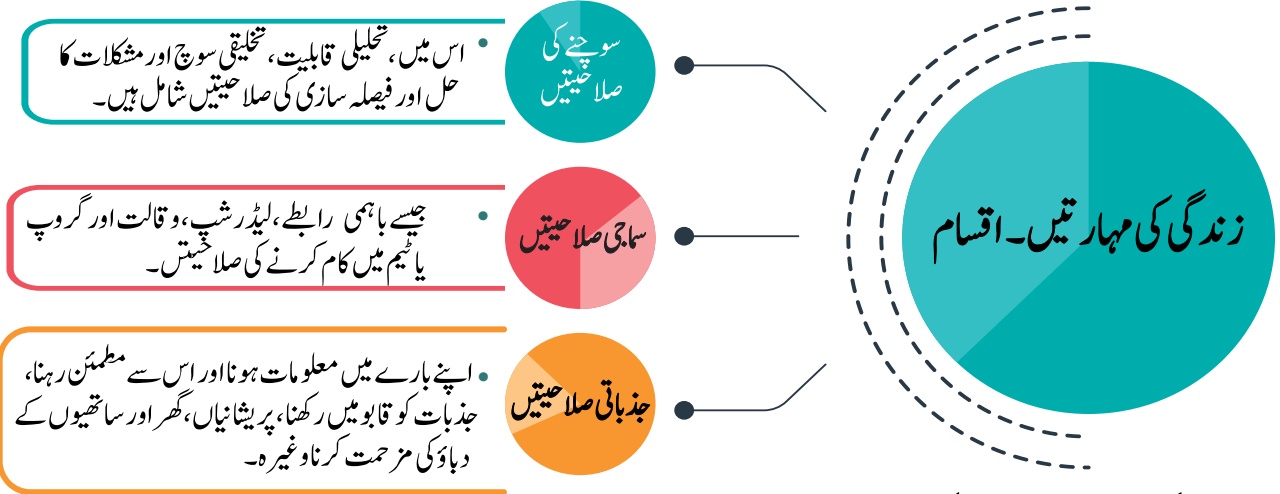 زندگی کی مہارتیں۔ اقسام
سوچنے کی
صلاحیتیں
اس میں، تحلیلی قابلیت، تخلیقی سوچ اور مشکلات کا
حل اور فیصلہ سازی کی صلاحیتیں شامل ہیں۔
سماجی صلاحیتیں
جیسے باہمی رابطے، لیڈر شپ، وقالت اور گروپ
یا ٹیم میں کام کرنے کی صلاخیتں۔
جذباتی صلاحیتیں
اپنے بارے میں معلومات ہونا اور اس سے مطمئن رہنا،
جذبات کو قابو میں رکھنا، پریشانیاں، گھر اور ساتھیوں کے
دباؤ کی مزحمت کرنا وغیرہ۔